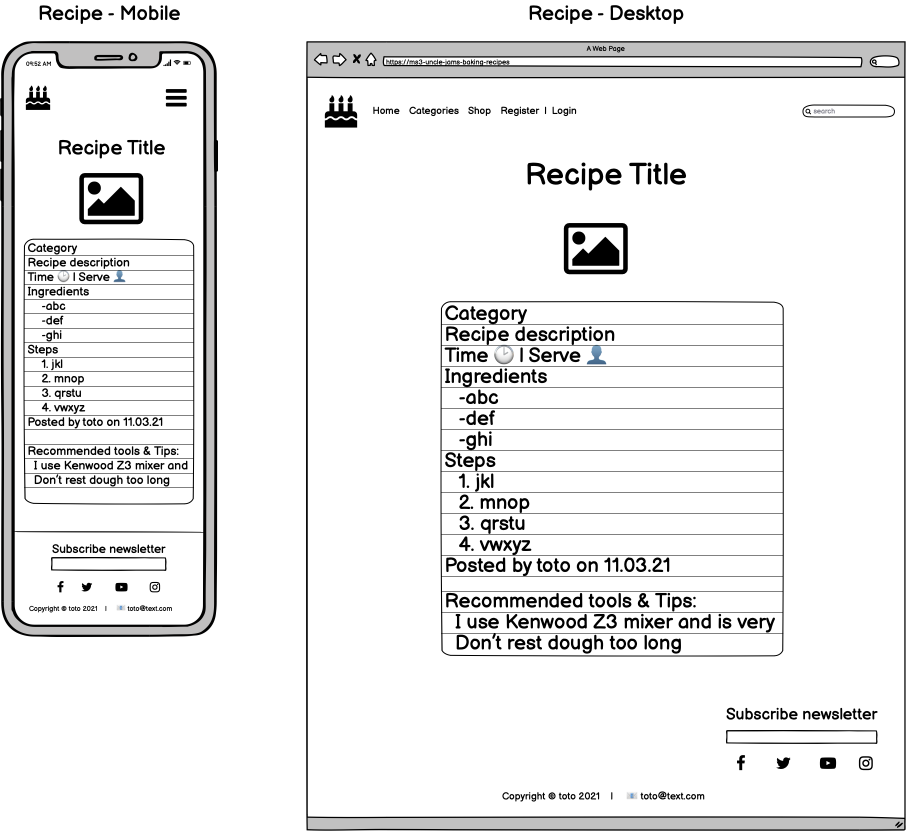 Recipe - Mobile
09:52 AM
Recipe Title
Category
Recipe description
Time 🕒 | Serve 👤
Ingredients
-abc
-def
-ghi
Steps
1. jkl
2. mnop
3. qrstu
4. vwxyz
Posted by toto on 11.03.21
Recommended tools & Tips:
I use Kenwood Z3 mixer and
Don't rest dough too long
Subscribe newsletter
Copyright © toto 2021 | 📧 toto@text.com
Recipe - Desktop
A Web Page
https://ms3-uncle-joms-boking-recipes
Home Categories Shop Register | Login
search
Recipe Title
Category
Recipe description
Time 🕒 | Serve 👤
Ingredients
-abc
-def
-ghi
Steps
1. jkl
2. mnop
3. qrstu
4. vwxyz
Posted by toto on 11.03.21
Recommended tools & Tips:
I use Kenwood Z3 mixer and is very
Don't rest dough too long
Subscribe newsletter
Copyright © toto 2021 | 📧 toto@text.com